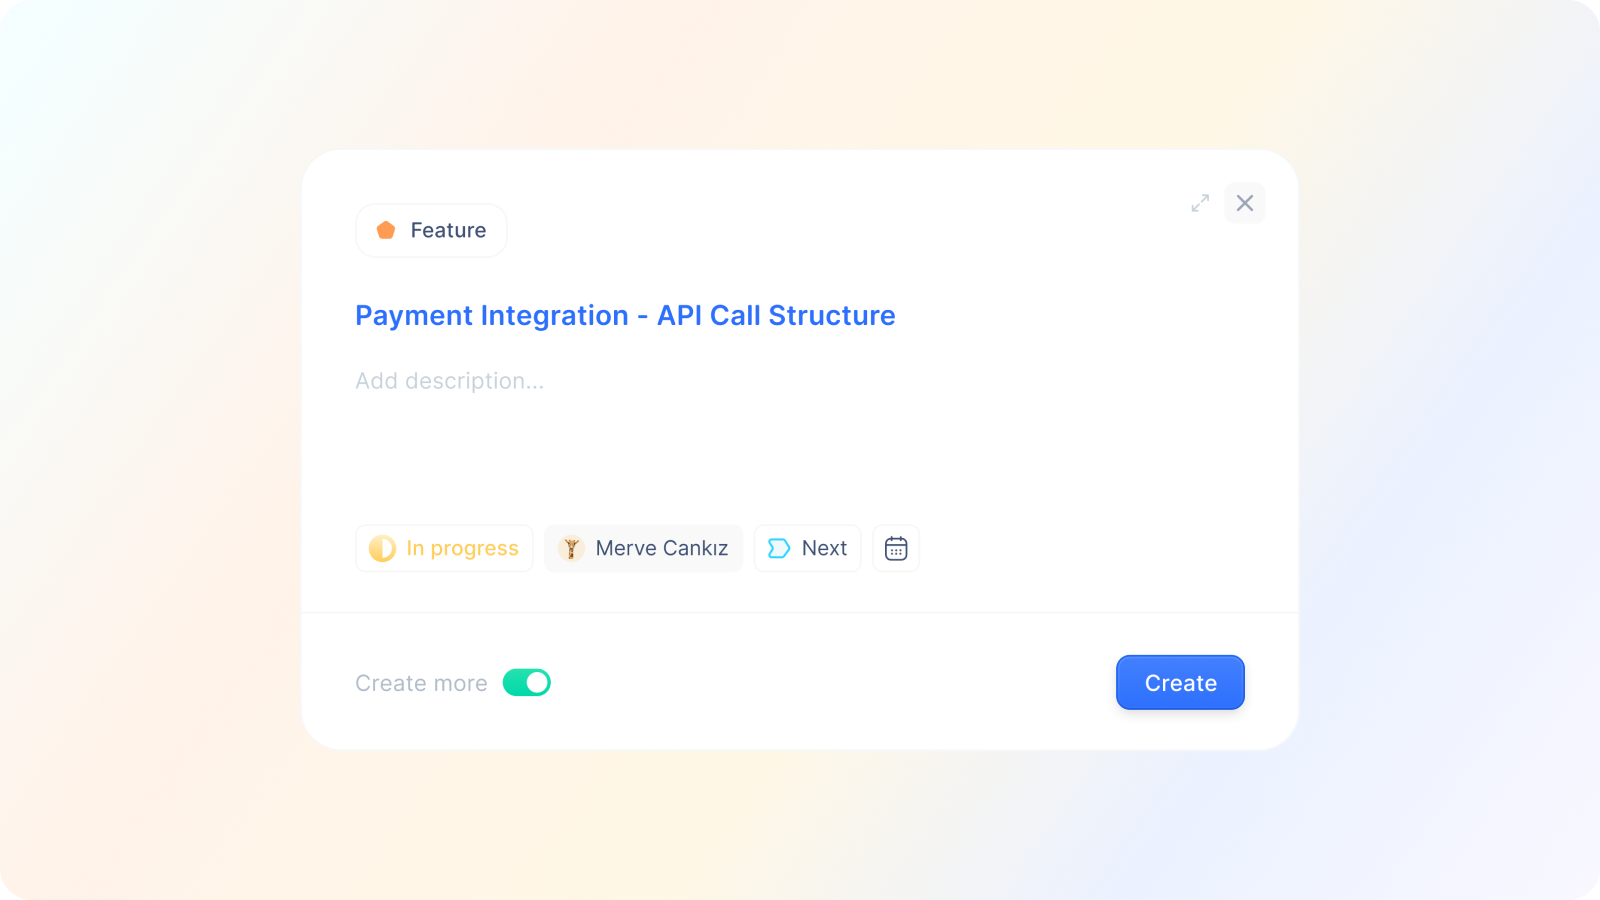 Feature
Payment Integration - API Call Structure
Add description...
In progress
Merve Cankız
Next
Create more
Create